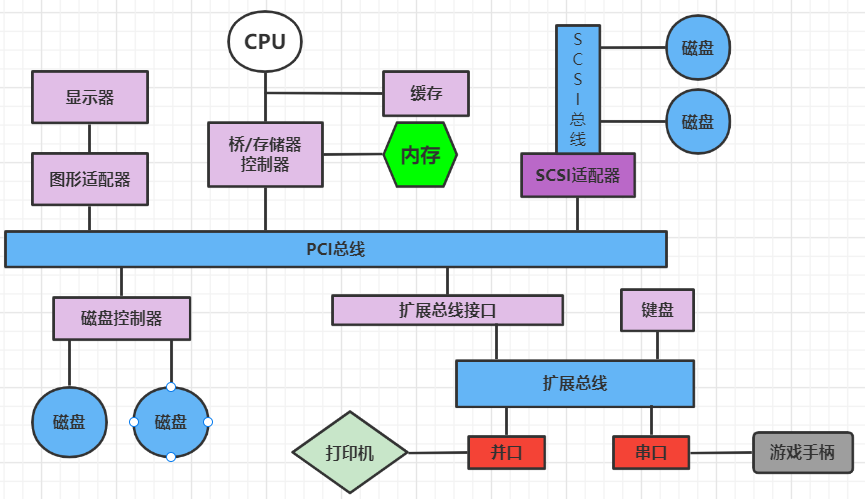 CPU
SCSI总线
磁盘
显示器
缓存
磁盘
桥/存储器
控制器
内存
图形适配器
SCSI适配器
PCI总线
磁盘控制器
扩展总线接口
键盘
扩展总线
磁盘
磁盘
打印机
并口
串口
游戏手柄